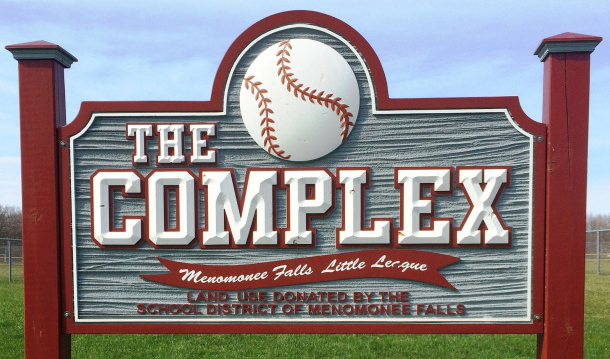 THE
COMPLEX
Menomonee Falls Little League
LAND USE DONATED BY THE
SCHOOL DISTRICT OF MENOMONEE FALLS